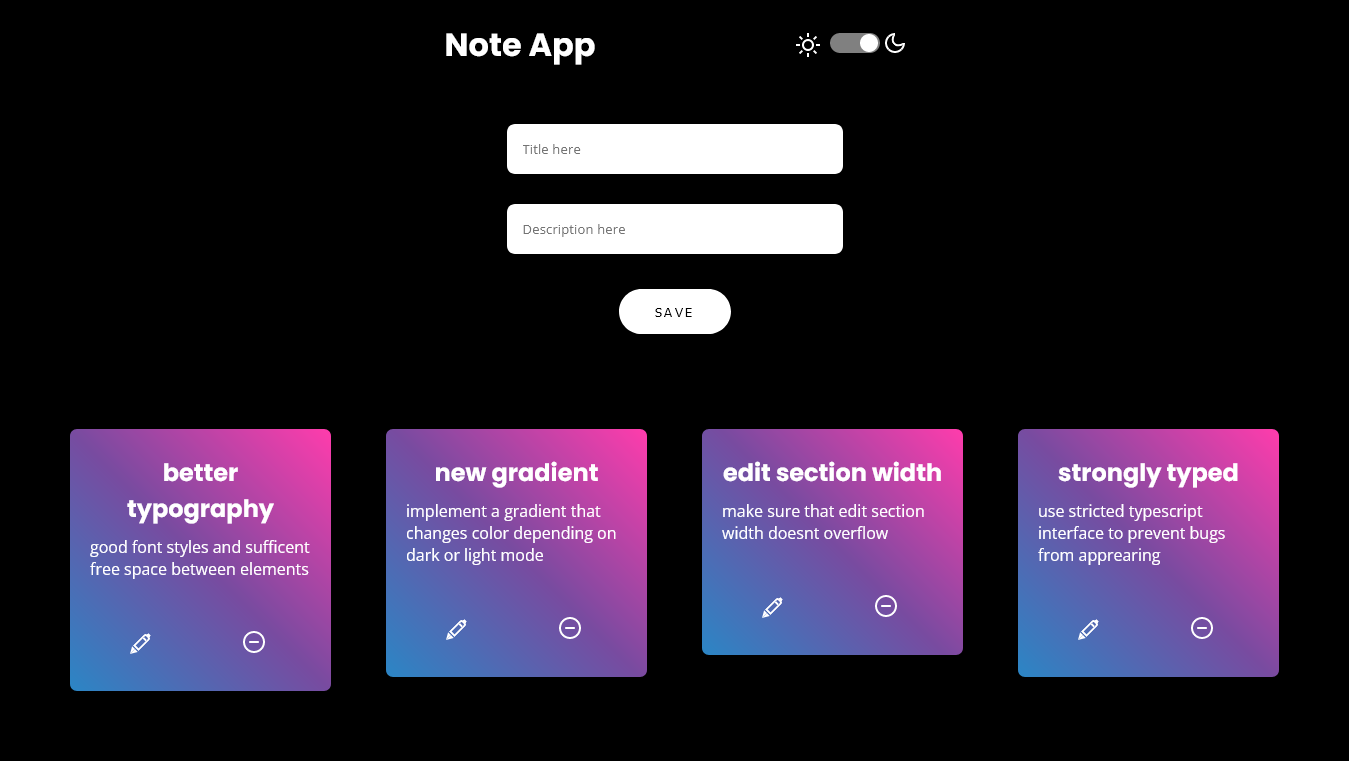 Note App
Title here
Description here
SAVE
better
typography
good font styles and sufficent
free space between elements
new gradient
implement a gradient that
changes color depending on
dark or light mode
edit section width
make sure that edit section
width doesnt overflow
strongly typed
use stricted typescript
interface to prevent bugs
from apprearing